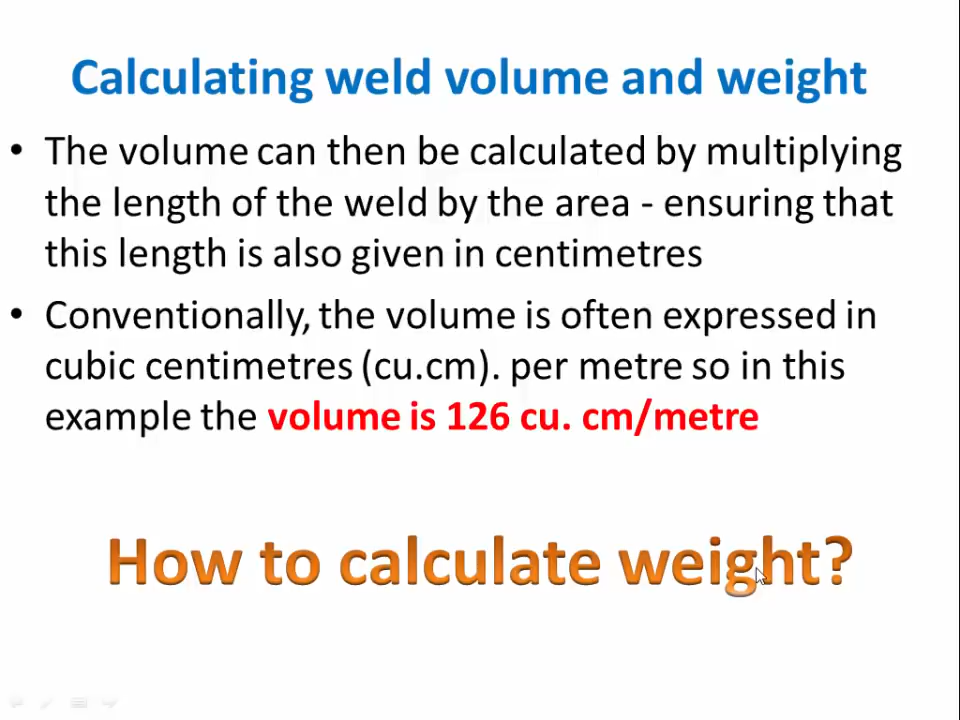 Calculating weld volume and weight
• The volume can then be calculated by multiplying
the length of the weld by the area - ensuring that
this length is also given in centimetres
• Conventionally, the volume is often expressed in
cubic centimetres (cu.cm). per metre so in this
example the volume is 126 cu. cm/metre
How to calculate weight?